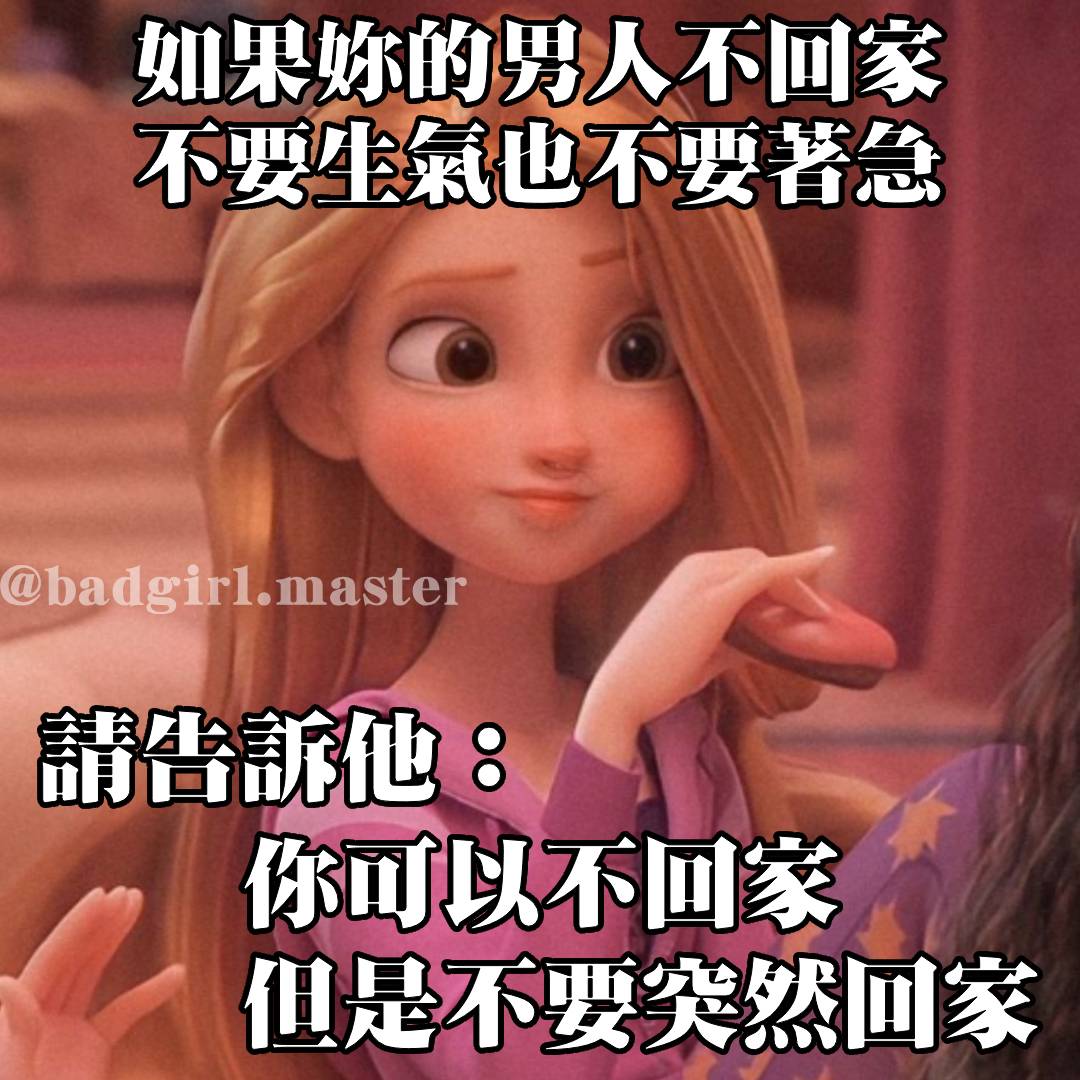 如果妳的男人不回家
不要生氣也不要著急
@badgirl.master
請告訴他：
你可以不回家
但是不要突然回家